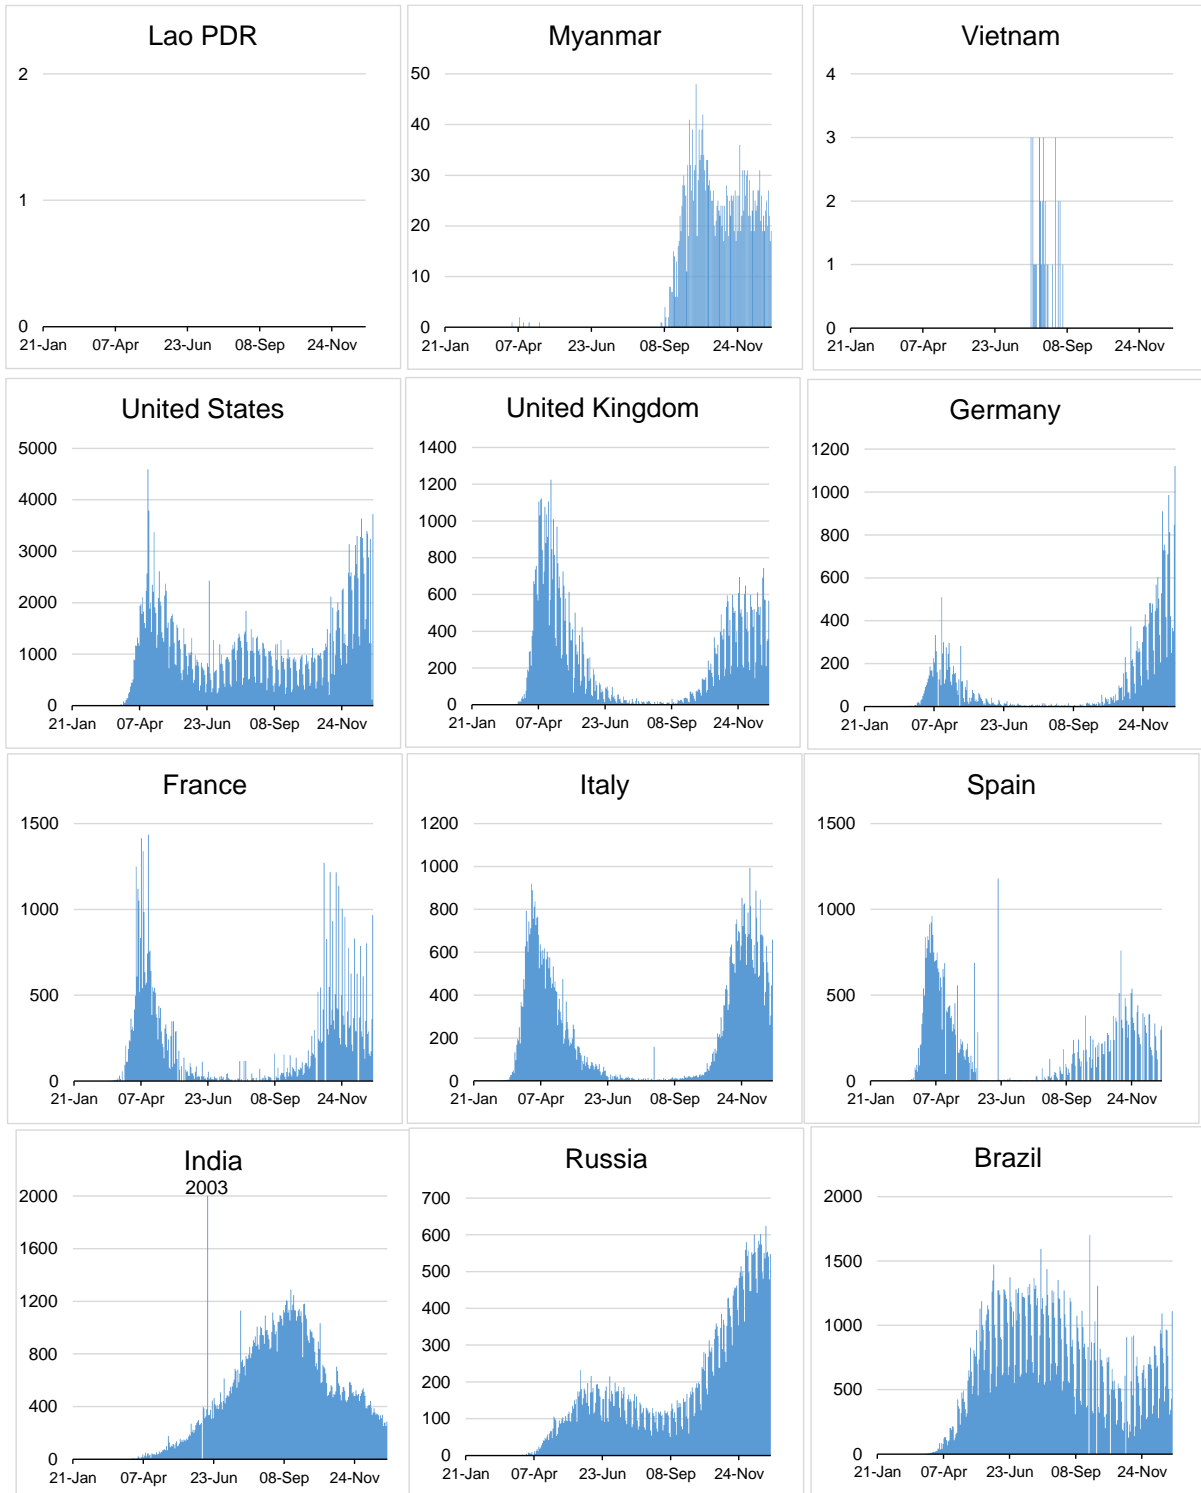 Lao PDR
2
1
0
21-Jan 07-Apr 23-Jun 08-Sep 24-Nov
Myanmar
50
40
30
20
10
0
21-Jan 07-Apr 23-Jun 08-Sep 24-Nov
Vietnam
4
3
2
1
0
21-Jan 07-Apr 23-Jun 08-Sep 24-Nov
United States
5000
4000
3000
2000
1000
0
21-Jan 07-Apr 23-Jun 08-Sep 24-Nov
United Kingdom
1400
1200
1000
800
600
400
200
0
21-Jan 07-Apr 23-Jun 08-Sep 24-Nov
Germany
1200
1000
800
600
400
200
0
21-Jan 07-Apr 23-Jun 08-Sep 24-Nov
France
1500
1000
500
0
21-Jan 07-Apr 23-Jun 08-Sep 24-Nov
Italy
1200
1000
800
600
400
200
0
21-Jan 07-Apr 23-Jun 08-Sep 24-Nov
Spain
1500
1000
500
0
21-Jan 07-Apr 23-Jun 08-Sep 24-Nov
India
2003
2000
1600
1200
800
400
0
21-Jan 07-Apr 23-Jun 08-Sep 24-Nov
Russia
700
600
500
400
300
200
100
0
21-Jan 07-Apr 23-Jun 08-Sep 24-Nov
Brazil
2000
1500
1000
500
0
21-Jan 07-Apr 23-Jun 08-Sep 24-Nov